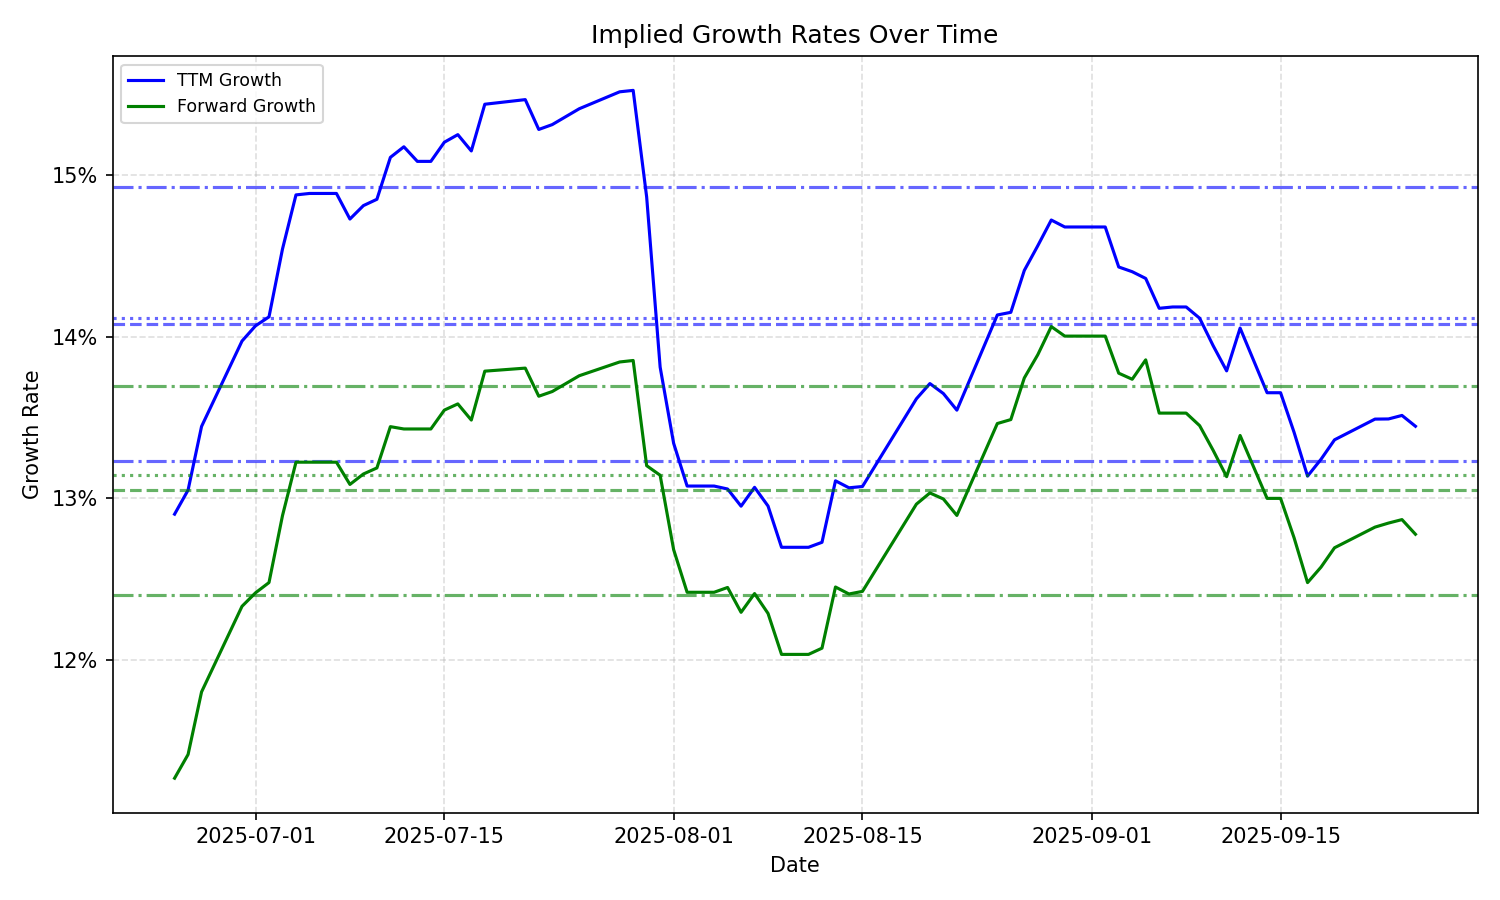 Implied Growth Rates Over Time
TTM Growth
Forward Growth
15%
14%
13%
12%
Growth Rate
2025-07-01
2025-07-15
2025-08-01
2025-08-15
2025-09-01
2025-09-15
Date